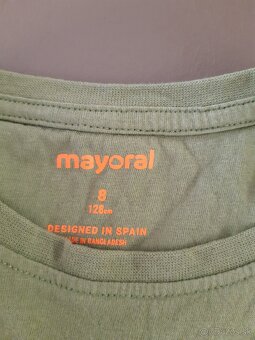 mayoral
8
128cm
DESIGNED IN SPAIN
MADE IN BANGLADESH